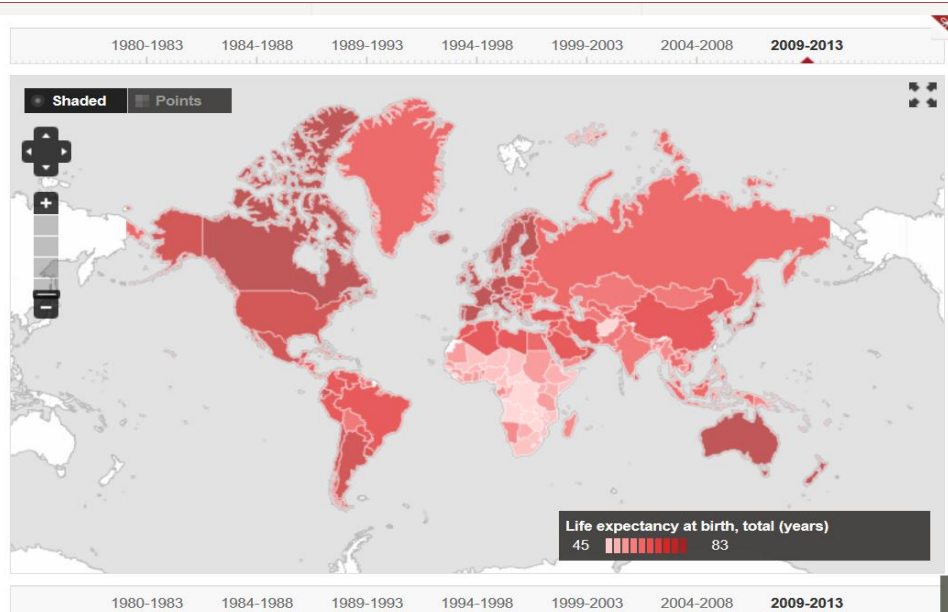 1980-1983 1984-1988 1989-1993 1994-1998 1999-2003 2004-2008 2009-2013
Shaded Points
+
−
Life expectancy at birth, total (years)
45 83
1980-1983 1984-1988 1989-1993 1994-1998 1999-2003 2004-2008 2009-2013